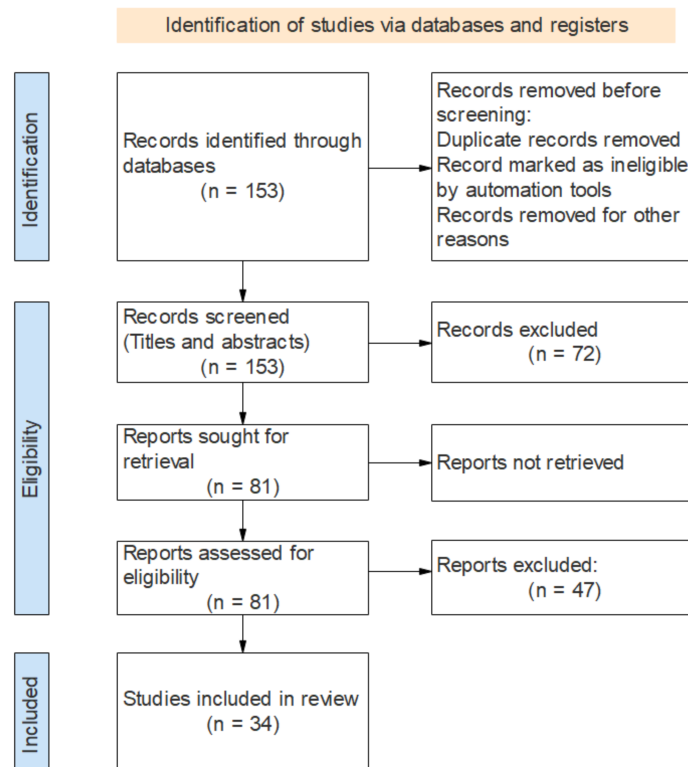 Identification of studies via databases and registers
Identification
Records identified through
databases
(n = 153)
Records removed before
screening:
Duplicate records removed
Record marked as ineligible
by automation tools
Records removed for other
reasons
Eligibility
Records screened
(Titles and abstracts)
(n = 153)
Records excluded
(n = 72)
Reports sought for
retrieval
(n = 81)
Reports not retrieved
Reports assessed for
eligibility
(n = 81)
Reports excluded:
(n = 47)
Included
Studies included in review
(n = 34)